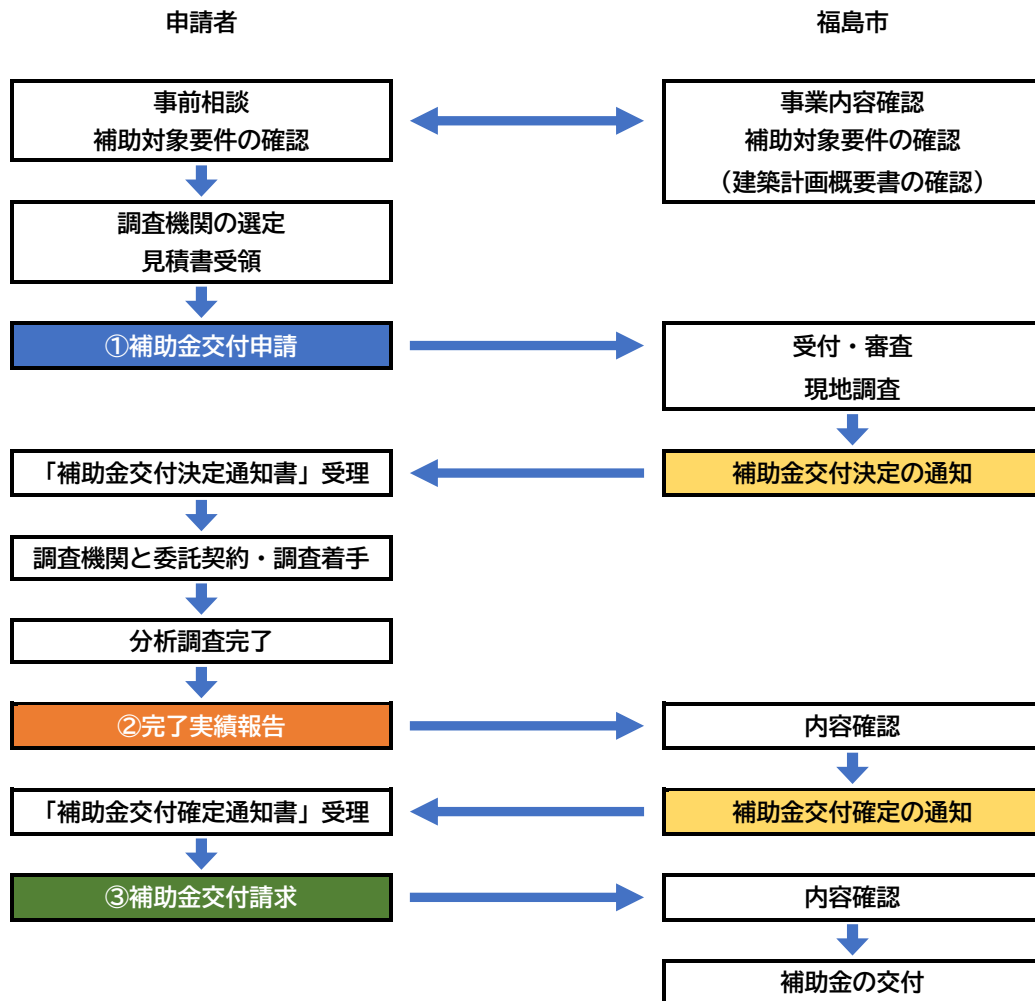 申請者
福島市
事前相談
補助対象要件の確認
事業内容確認
補助対象要件の確認
（建築計画概要書の確認）
調査機関の選定
見積書受領
①補助金交付申請
受付・審査
現地調査
「補助金交付決定通知書」受理
補助金交付決定の通知
調査機関と委託契約・調査着手
分析調査完了
②完了実績報告
内容確認
「補助金交付確定通知書」受理
補助金交付確定の通知
③補助金交付請求
内容確認
補助金の交付